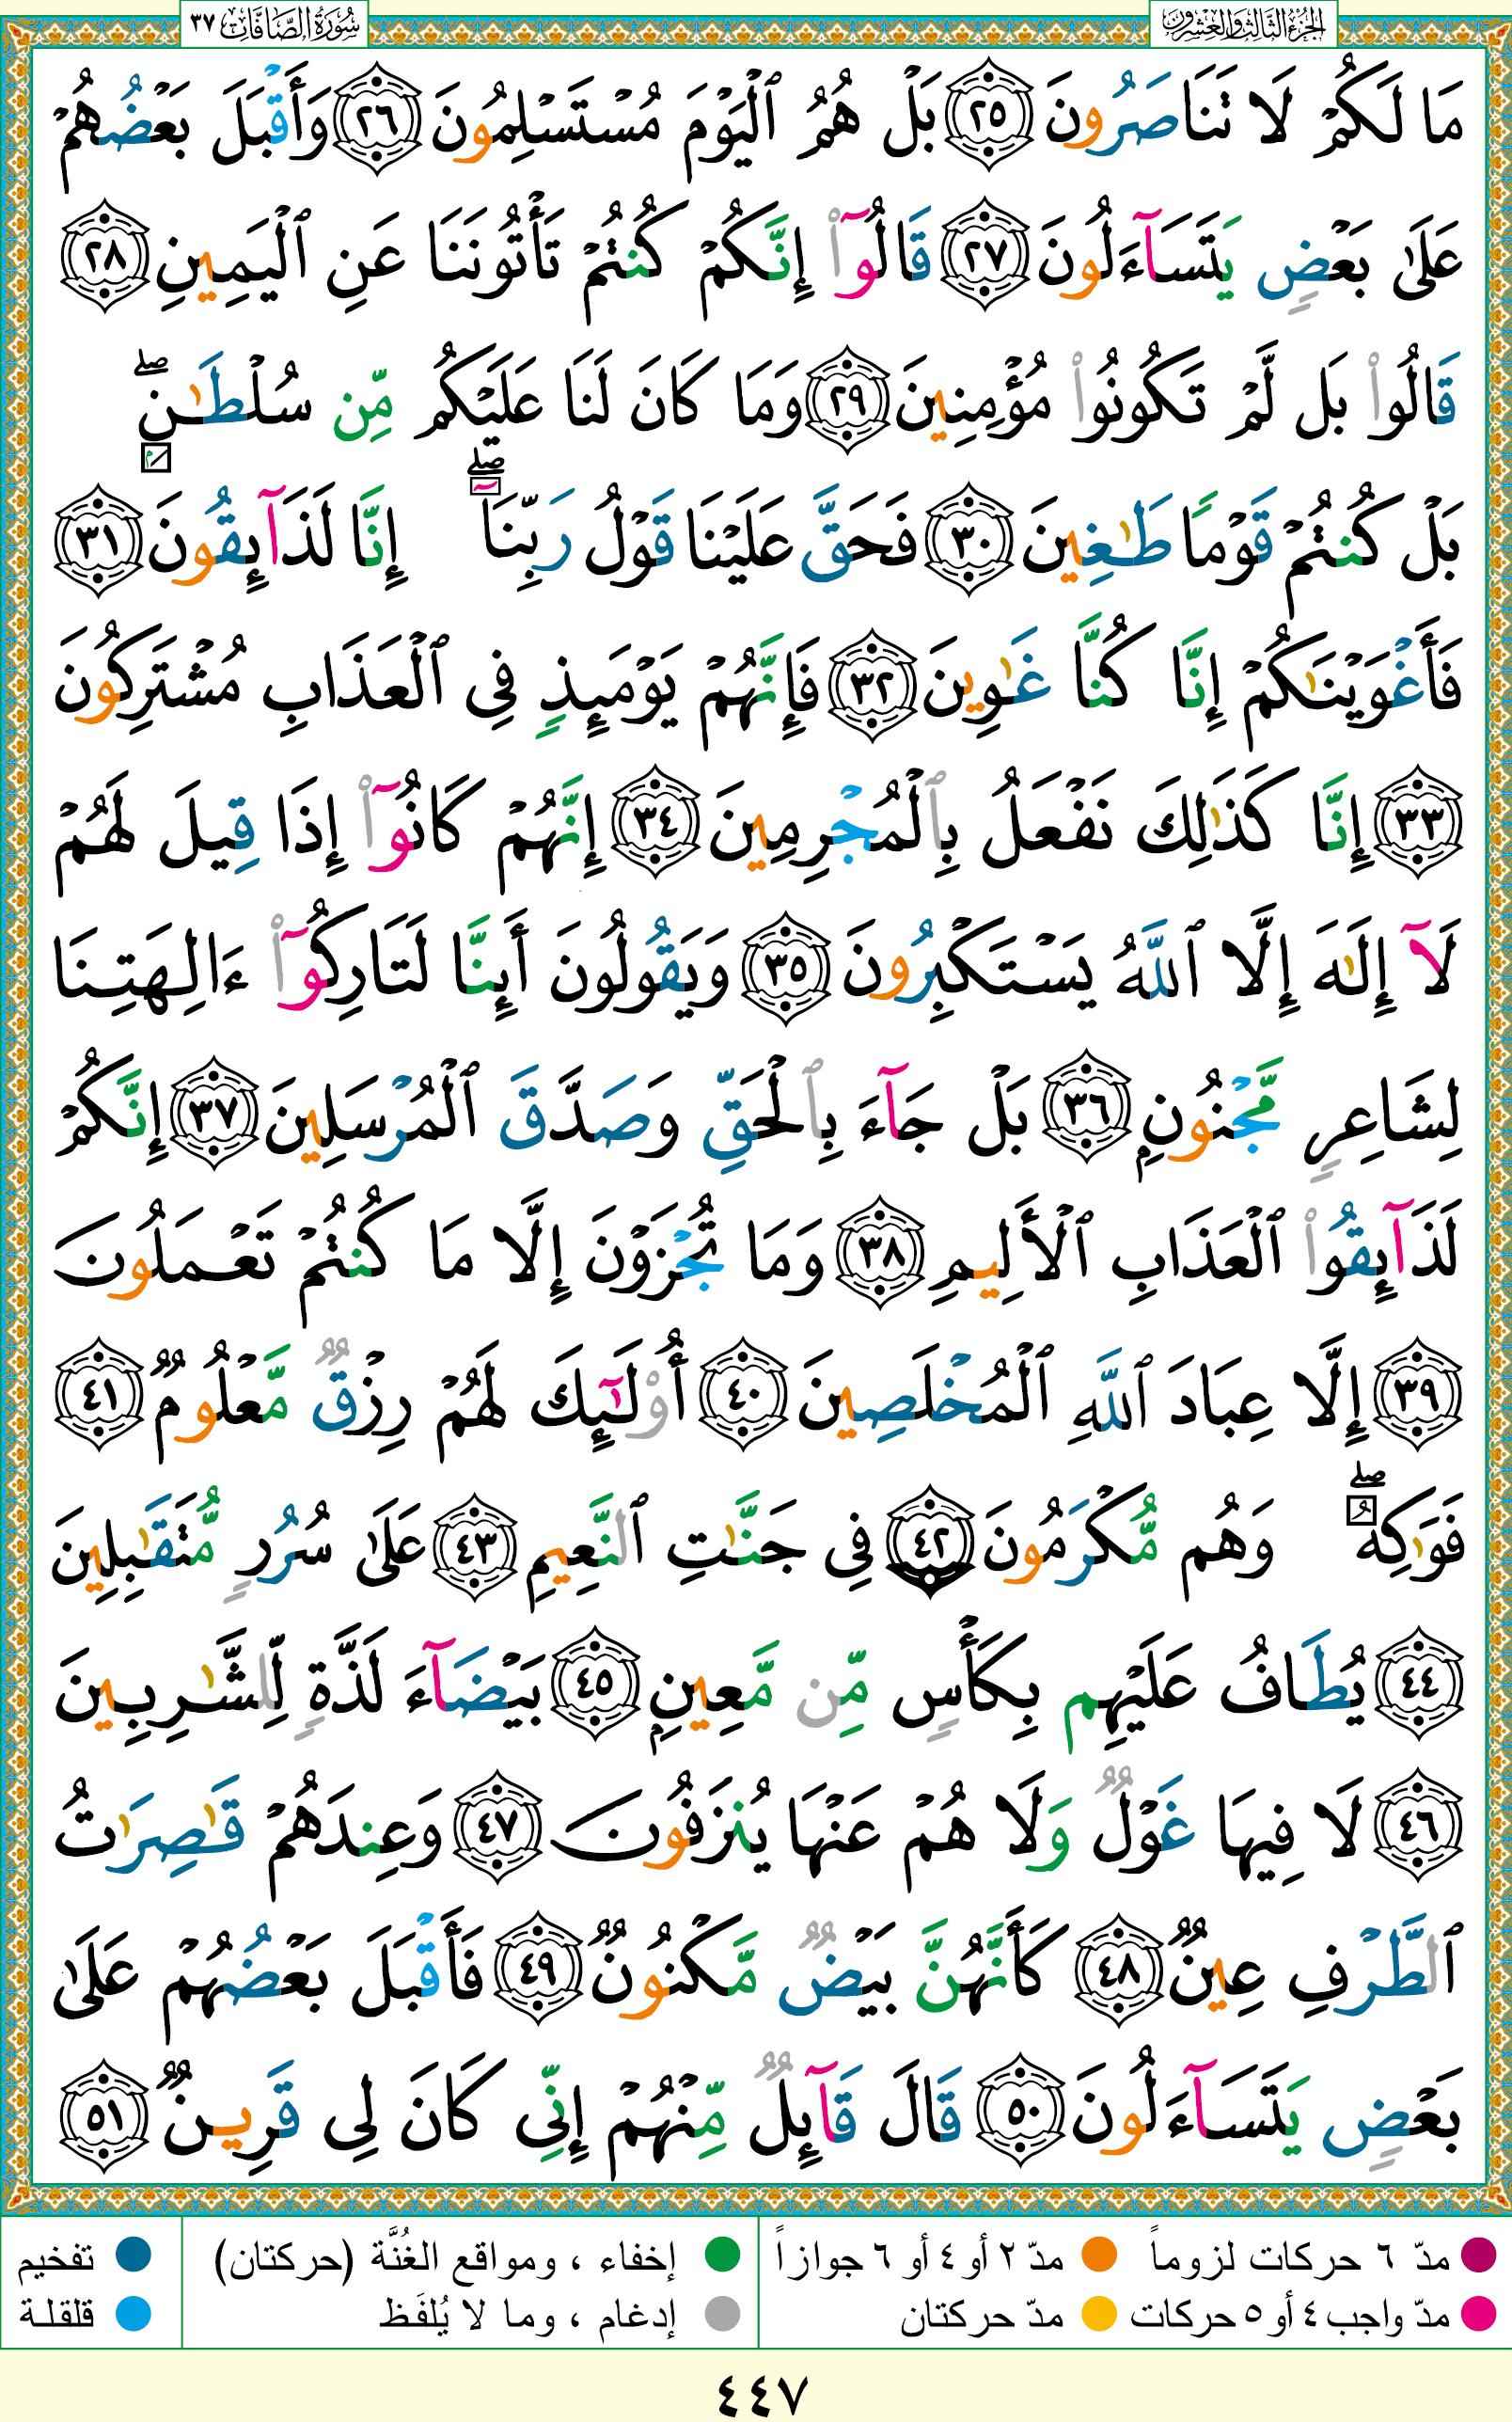 الجزء الثالث والعشرون
سورة الصافات ٣٧
مَا لَكُمْ لَا تَنَاصَرُونَ ٢٥ بَلْ هُمُ ٱلْيَوْمَ مُسْتَسْلِمُونَ ٢٦ وَأَقْبَلَ بَعْضُهُمْ
عَلَىٰ بَعْضٍ يَتَسَآءَلُونَ ٢٧ قَالُوٓا۟ إِنَّكُمْ كُنتُمْ تَأْتُونَنَا عَنِ ٱلْيَمِينِ ٢٨
قَالُوا۟ بَل لَّمْ تَكُونُوا۟ مُؤْمِنِينَ ٢٩ وَمَا كَانَ لَنَا عَلَيْكُم مِّن سُلْطَـٰنٍۭ ۖ
بَلْ كُنتُمْ قَوْمًا طَـٰغِينَ ٣٠ فَحَقَّ عَلَيْنَا قَوْلُ رَبِّنَآ ۖ إِنَّا لَذَآئِقُونَ ٣١
فَأَغْوَيْنَـٰكُمْ إِنَّا كُنَّا غَـٰوِينَ ٣٢ فَإِنَّهُمْ يَوْمَئِذٍ فِى ٱلْعَذَابِ مُشْتَرِكُونَ
٣٣ إِنَّا كَذَٰلِكَ نَفْعَلُ بِٱلْمُجْرِمِينَ ٣٤ إِنَّهُمْ كَانُوٓا۟ إِذَا قِيلَ لَهُمْ
لَآ إِلَـٰهَ إِلَّا ٱللَّهُ يَسْتَكْبِرُونَ ٣٥ وَيَقُولُونَ أَئِنَّا لَتَارِكُوٓا۟ ءَالِهَتِنَا
لِشَاعِرٍ مَّجْنُونٍۭ ٣٦ بَلْ جَآءَ بِٱلْحَقِّ وَصَدَّقَ ٱلْمُرْسَلِينَ ٣٧ إِنَّكُمْ
لَذَآئِقُوا۟ ٱلْعَذَابِ ٱلْأَلِيمِ ٣٨ وَمَا تُجْزَوْنَ إِلَّا مَا كُنتُمْ تَعْمَلُونَ
٣٩ إِلَّا عِبَادَ ٱللَّهِ ٱلْمُخْلَصِينَ ٤٠ أُو۟لَـٰٓئِكَ لَهُمْ رِزْقٌ مَّعْلُومٌ ٤١
فَوَٰكِهُ ۖ وَهُم مُّكْرَمُونَ ٤٢ فِى جَنَّـٰتِ ٱلنَّعِيمِ ٤٣ عَلَىٰ سُرُرٍ مُّتَقَـٰبِلِينَ
٤٤ يُطَافُ عَلَيْهِم بِكَأْسٍ مِّن مَّعِينٍۭ ٤٥ بَيْضَآءَ لَذَّةٍ لِّلشَّـٰرِبِينَ
٤٦ لَا فِيهَا غَوْلٌ وَلَا هُمْ عَنْهَا يُنزَفُونَ ٤٧ وَعِندَهُمْ قَـٰصِرَٰتُ
ٱلطَّرْفِ عِينٌ ٤٨ كَأَنَّهُنَّ بَيْضٌ مَّكْنُونٌ ٤٩ فَأَقْبَلَ بَعْضُهُمْ عَلَىٰ
بَعْضٍ يَتَسَآءَلُونَ ٥٠ قَالَ قَآئِلٌ مِّنْهُمْ إِنِّى كَانَ لِى قَرِينٌ ٥١
مدّ ٦ حركات لزوماً مدّ ٢ أو ٤ أو ٦ جوازاً إخفاء ، ومواقع الغُنَّة (حركتان) تفخيم
مدّ واجب ٤ أو ٥ حركات مدّ حركتان إدغام ، وما لا يُلفَظ قلقلة
٤٤٧